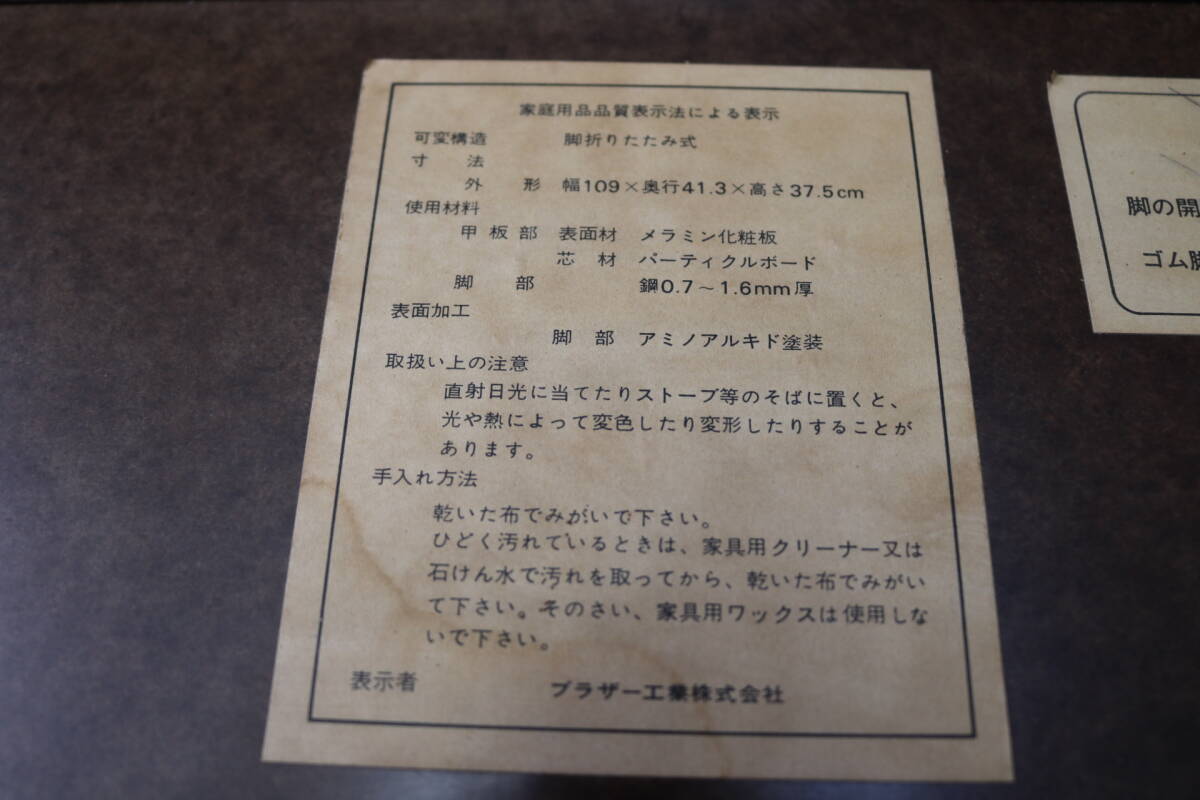 家庭用品品質表示法による表示
可変構造 脚折りたたみ式
寸法
外形 幅109×奥行41.3×高さ37.5cm
使用材料
甲板部 表面材 メラミン化粧板
芯材 パーティクルボード
脚部 鋼0.7～1.6mm厚
表面加工
脚部 アミノアルキド塗装
取扱い上の注意
直射日光に当てたりストーブ等のそばに置くと、
光や熱によって変色したり変形したりすることが
あります。
手入れ方法
乾いた布でみがいで下さい。
ひどく汚れているときは、家具用クリーナー又は
石けん水で汚れを取ってから、乾いた布でみがい
て下さい。そのさい、家具用ワックスは使用しな
いで下さい。
表示者 ブラザー工業株式会社
脚の開
ゴム脚